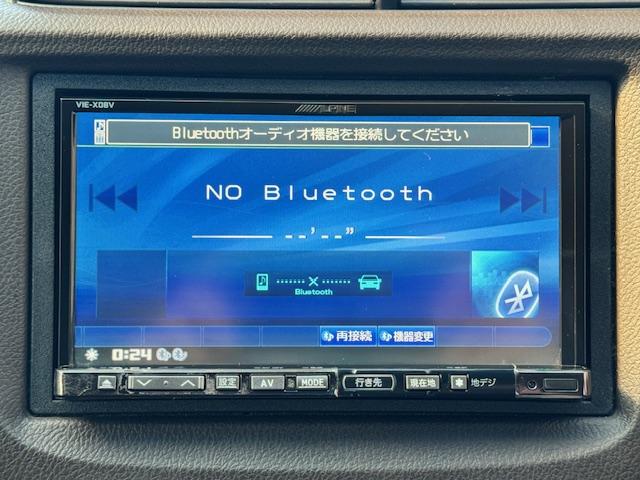 VIE-X08V
ALPINE
Bluetoothオーディオ機器を接続してください
NO Bluetooth
--'--"
Bluetooth
再接続 機器変更
0:24
設定 AV MODE 行き先 現在地 ✽ 地デジ